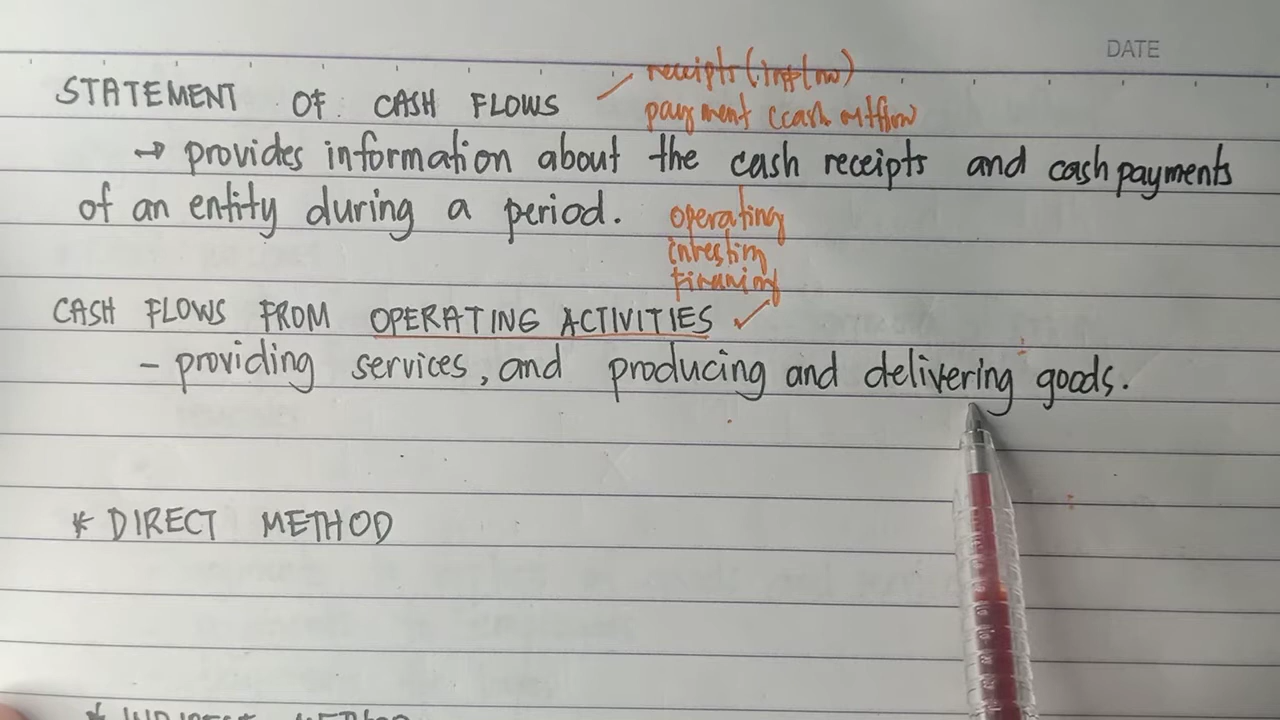 DATE
STATEMENT OF CASH FLOWS
receipts (inflow)
payment (cash outflow
→ provides information about the cash receipts and cash payments
of an entity during a period.
operating
investing
financing
CASH FLOWS FROM OPERATING ACTIVITIES ✓
- providing services, and producing and delivering goods.
* DIRECT METHOD
* INDIRECT METHOD